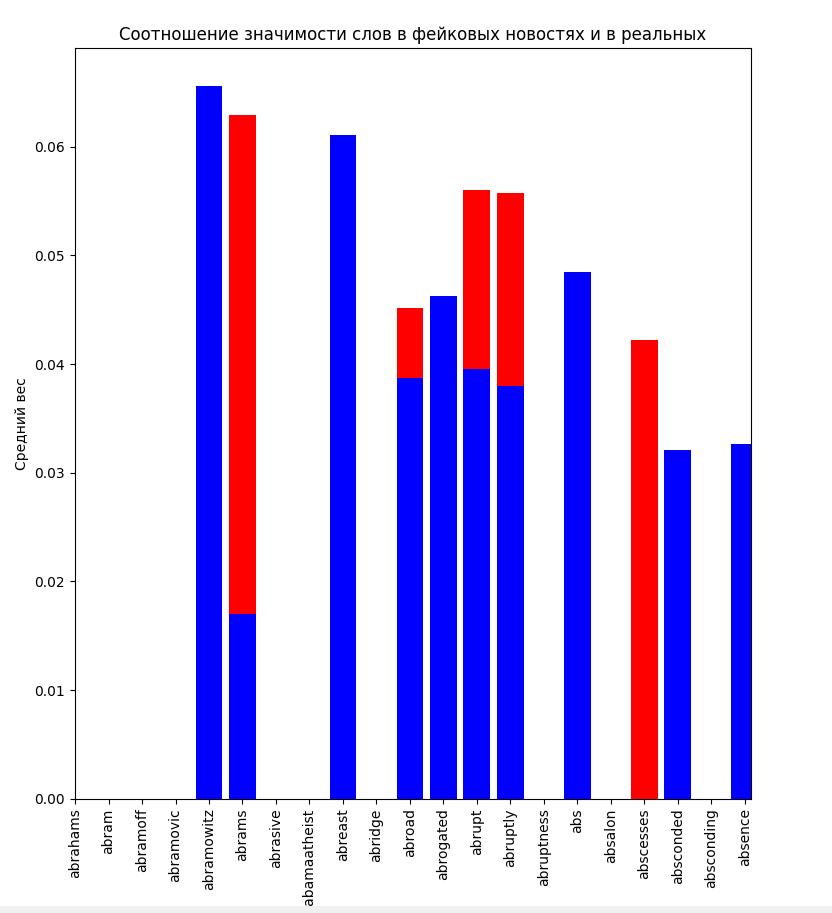 Соотношение значимости слов в фейковых новостях и в реальных
Средний вес
0.06
0.05
0.04
0.03
0.02
0.01
0.00
abrahams
abram
abramoff
abramovic
abramowitz
abrams
abrasive
abamaatheist
abreast
abridge
abroad
abrogated
abrupt
abruptly
abruptness
abs
absalon
abscesses
absconded
absconding
absence